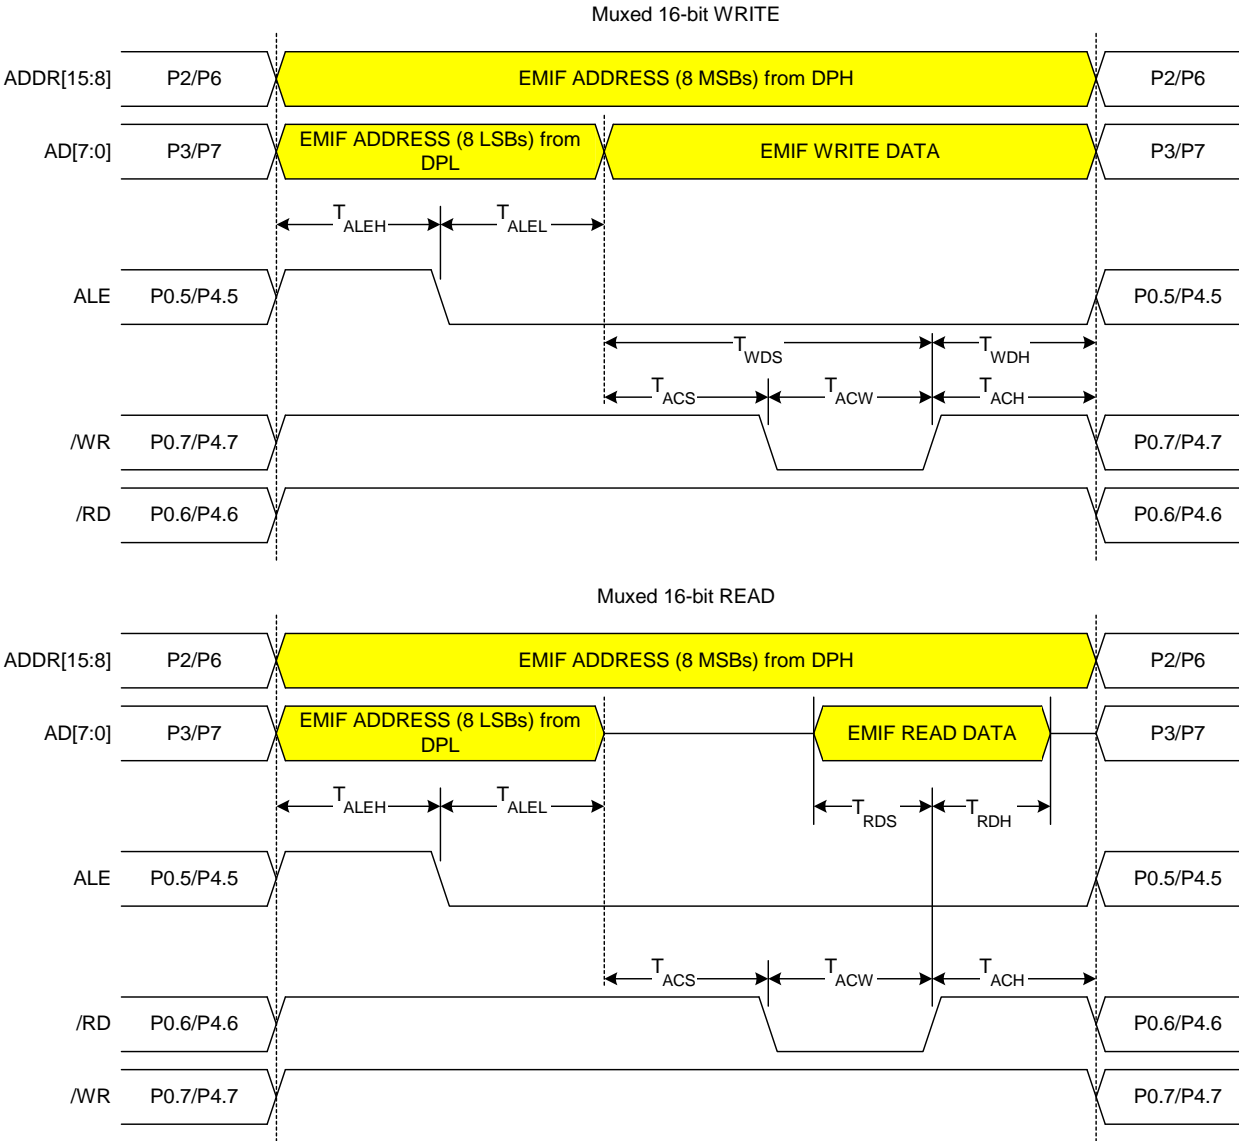 Muxed 16-bit WRITE
ADDR[15:8] P2/P6 EMIF ADDRESS (8 MSBs) from DPH P2/P6
AD[7:0] P3/P7 EMIF ADDRESS (8 LSBs) from DPL EMIF WRITE DATA P3/P7
TALEH TALEL
ALE P0.5/P4.5 P0.5/P4.5
TWDS TWDH
TACS TACW TACH
/WR P0.7/P4.7 P0.7/P4.7
/RD P0.6/P4.6 P0.6/P4.6
Muxed 16-bit READ
ADDR[15:8] P2/P6 EMIF ADDRESS (8 MSBs) from DPH P2/P6
AD[7:0] P3/P7 EMIF ADDRESS (8 LSBs) from DPL EMIF READ DATA P3/P7
TALEH TALEL TRDS TRDH
ALE P0.5/P4.5 P0.5/P4.5
TACS TACW TACH
/RD P0.6/P4.6 P0.6/P4.6
/WR P0.7/P4.7 P0.7/P4.7